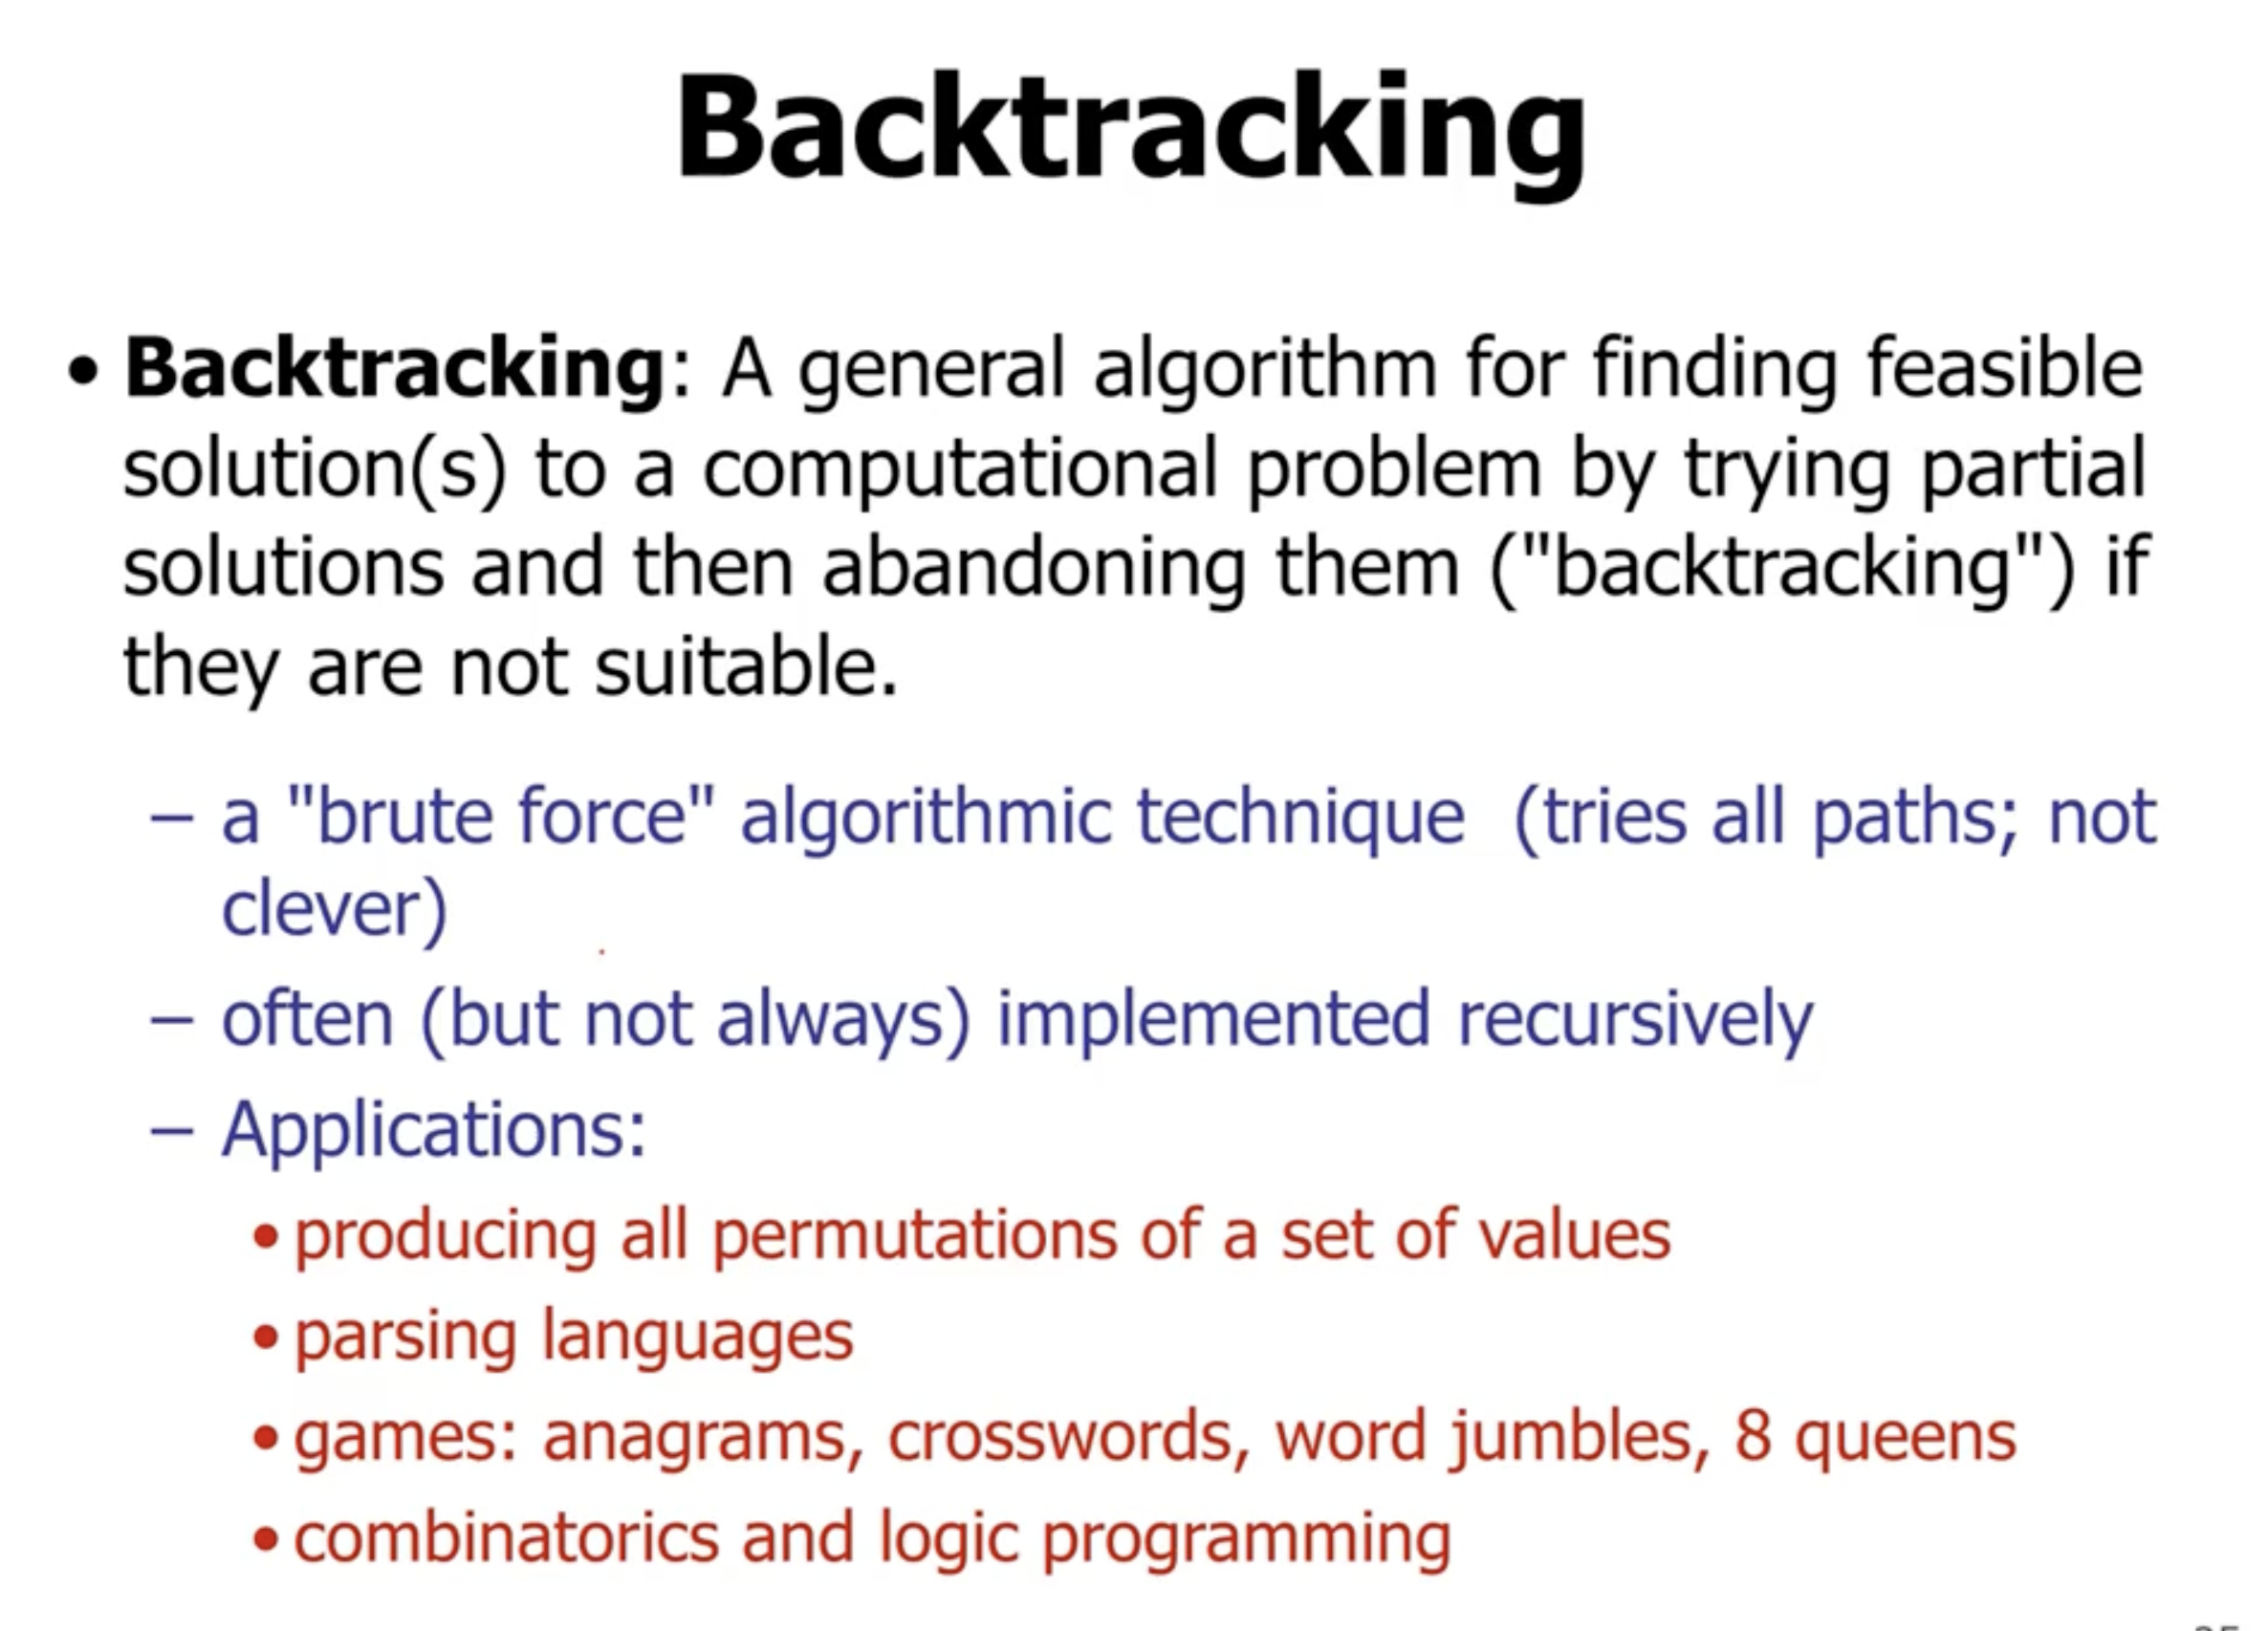 Backtracking
• Backtracking: A general algorithm for finding feasible
solution(s) to a computational problem by trying partial
solutions and then abandoning them ("backtracking") if
they are not suitable.
– a "brute force" algorithmic technique (tries all paths; not
clever)
– often (but not always) implemented recursively
– Applications:
• producing all permutations of a set of values
• parsing languages
• games: anagrams, crosswords, word jumbles, 8 queens
• combinatorics and logic programming